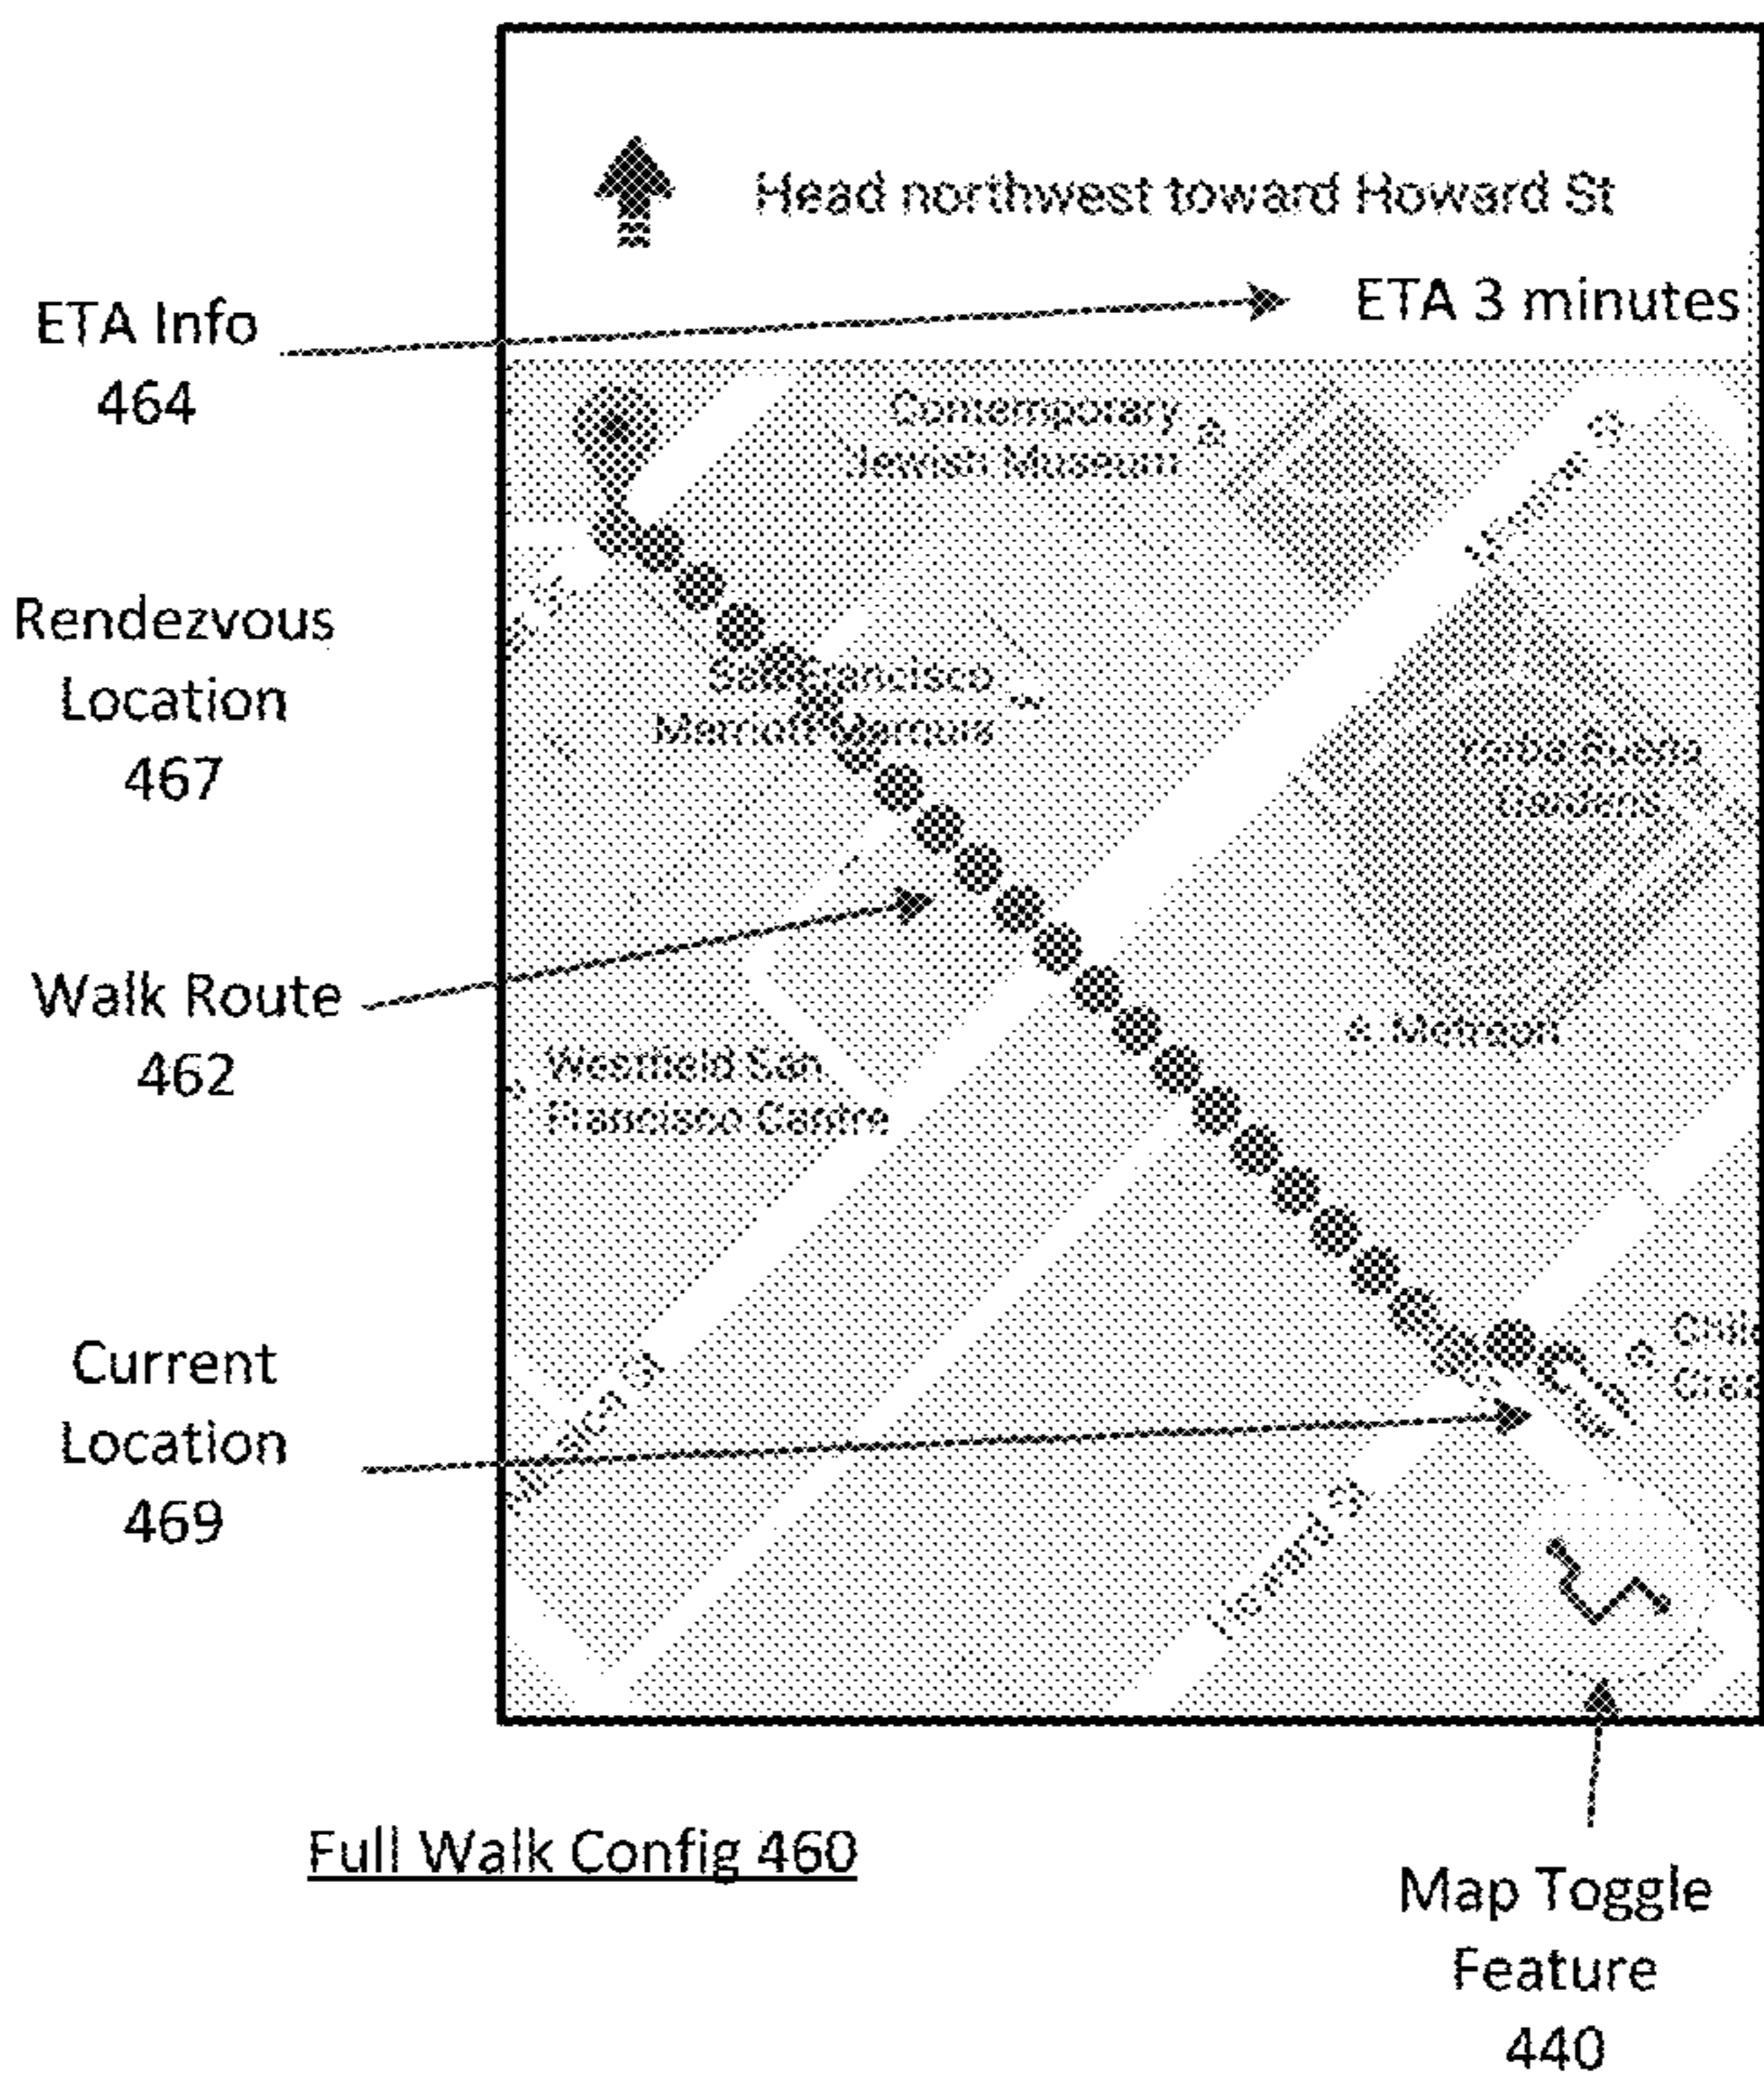 Head northwest toward Howard St
ETA 3 minutes
ETA Info
464
Contemporary
Jewish Museum
Mission St
Rendezvous
Location
467
San Francisco
Marriott Marquis
Yerba Buena
Gardens
Walk Route
462
Metreon
Westfield San
Francisco Centre
Current
Location
469
Mission St
Howard St
Full Walk Config 460
Map Toggle
Feature
440